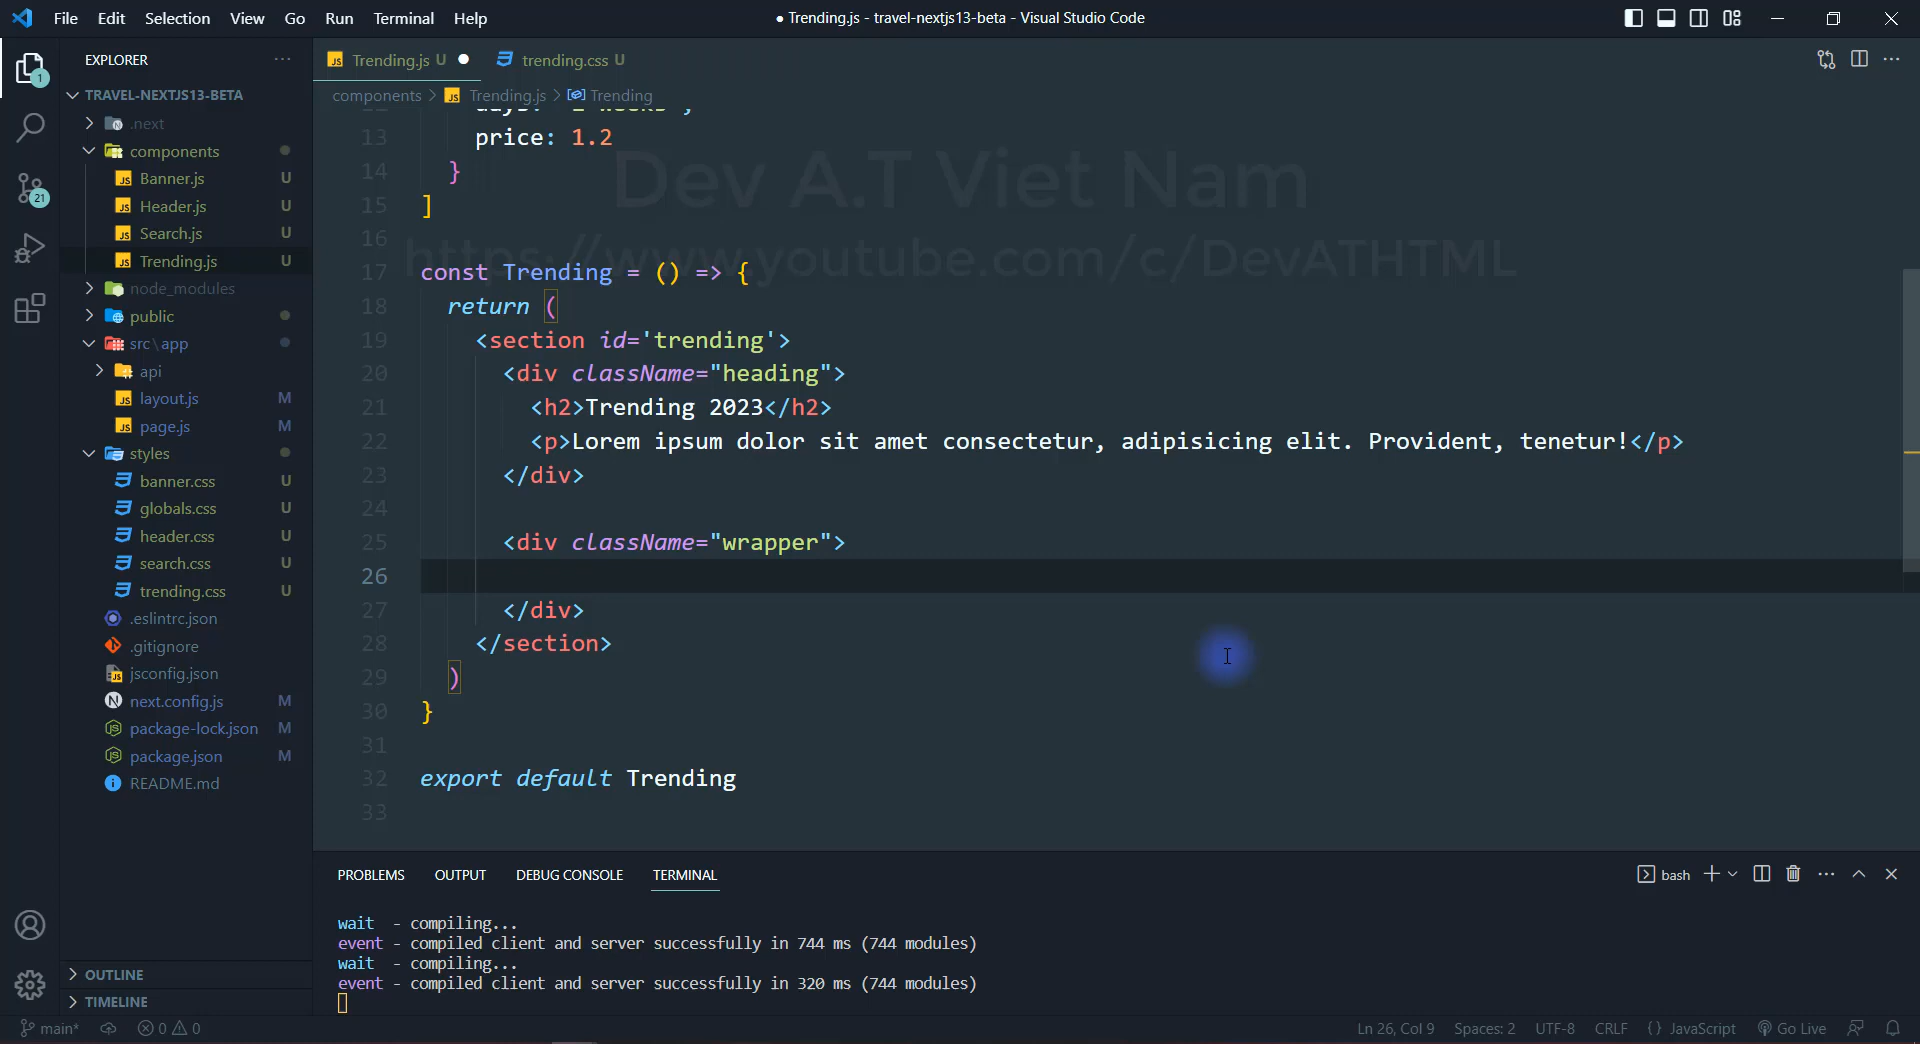 File Edit Selection View Go Run Terminal Help
● Trending.js - travel-nextjs13-beta - Visual Studio Code
EXPLORER
TRAVEL-NEXTJS13-BETA
.next
components
Banner.js U
Header.js U
Search.js U
Trending.js U
node_modules
public
src\app
api
layout.js M
page.js M
styles
banner.css U
globals.css U
header.css U
search.css U
trending.css U
.eslintrc.json
.gitignore
jsconfig.json
next.config.js M
package-lock.json M
package.json M
README.md
OUTLINE
TIMELINE
1
21
Trending.js U ● trending.css U
components > Trending.js > Trending
13 price: 1.2
14 }
15 ]
16
17 const Trending = () => {
18 return (
19 <section id='trending'>
20 <div className="heading">
21 <h2>Trending 2023</h2>
22 <p>Lorem ipsum dolor sit amet consectetur, adipisicing elit. Provident, tenetur!</p>
23 </div>
24
25 <div className="wrapper">
26
27 </div>
28 </section>
29 )
30 }
31
32 export default Trending
33
Dev A.T Viet Nam
https://www.youtube.com/c/DevATHTML
PROBLEMS OUTPUT DEBUG CONSOLE TERMINAL
bash
wait - compiling...
event - compiled client and server successfully in 744 ms (744 modules)
wait - compiling...
event - compiled client and server successfully in 320 ms (744 modules)
main* 0 0
Ln 26, Col 9 Spaces: 2 UTF-8 CRLF {} JavaScript Go Live